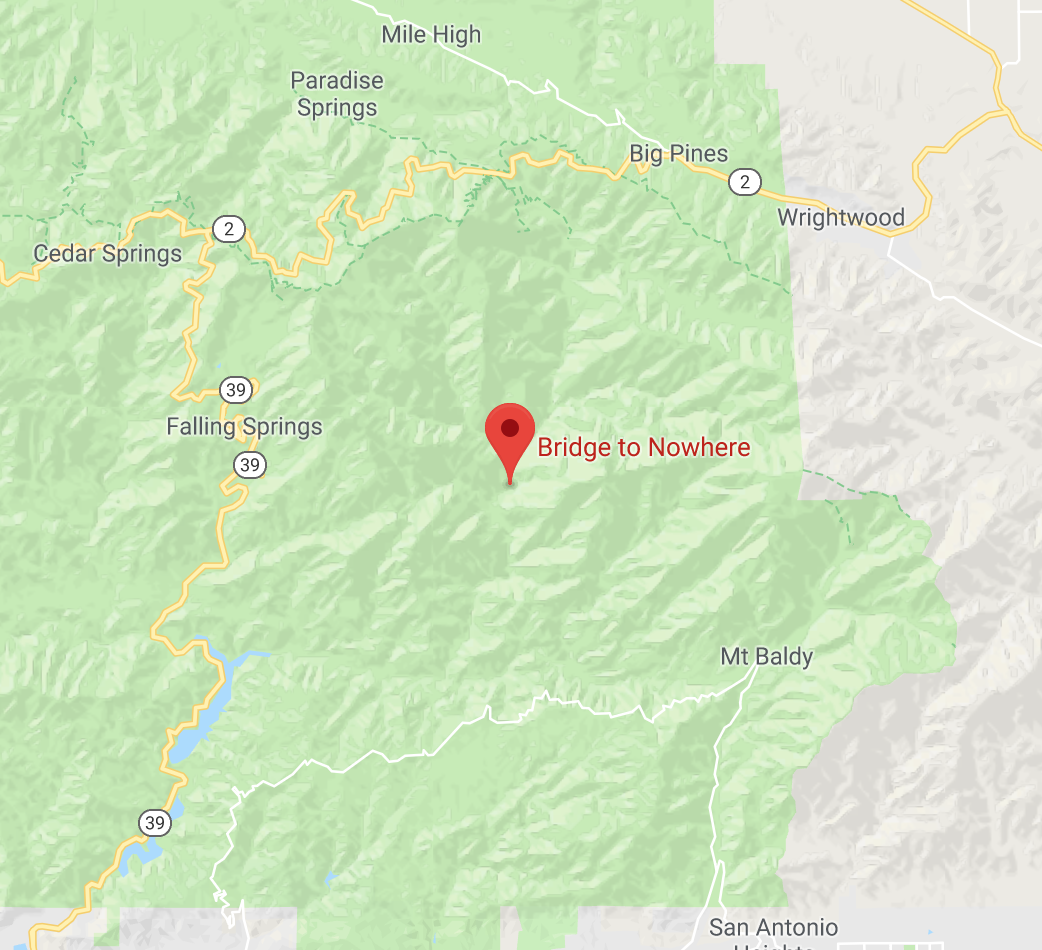 Mile High
Paradise
Springs
Big Pines
2
Wrightwood
2
Cedar Springs
39
Falling Springs
Bridge to Nowhere
39
Mt Baldy
39
San Antonio
Heights